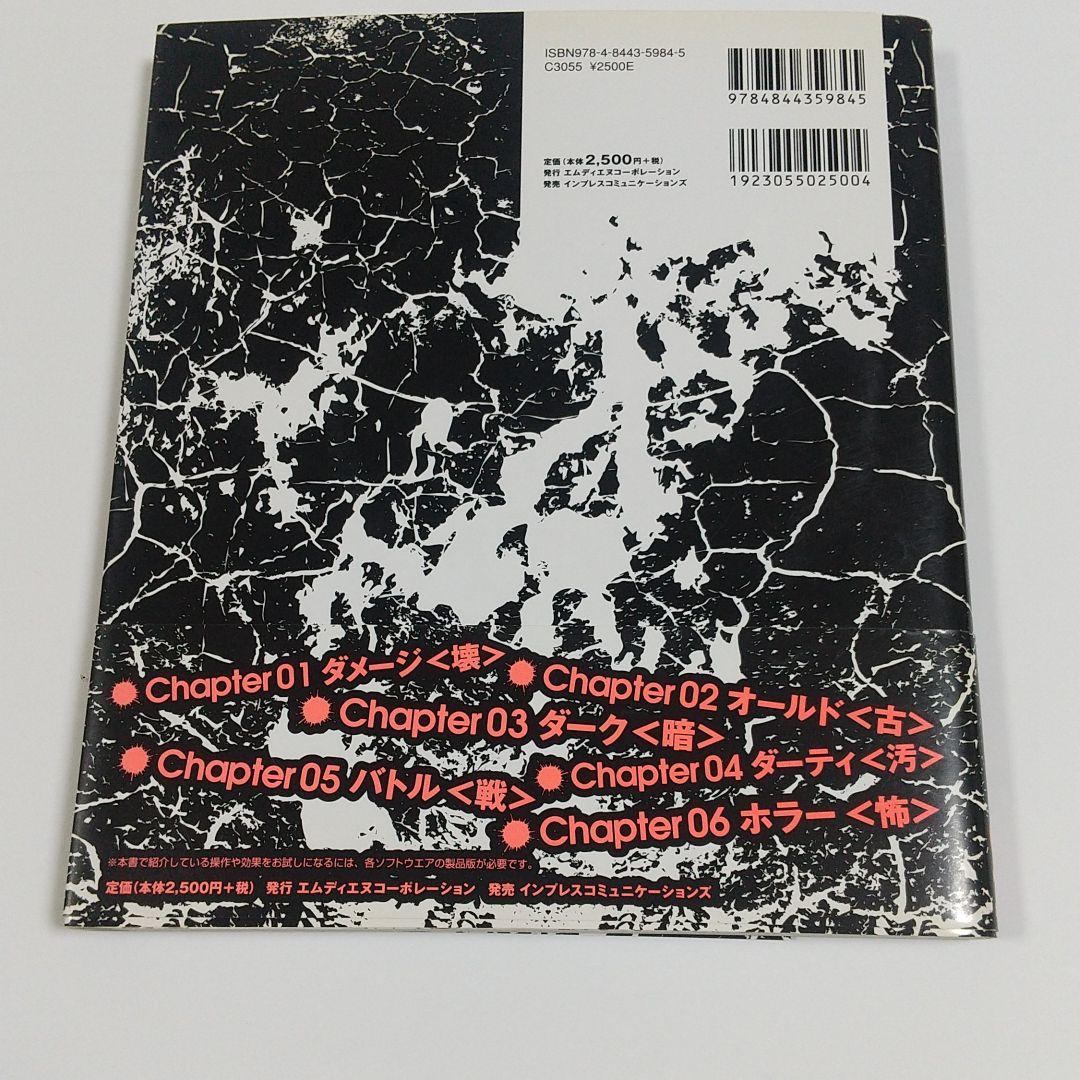 ISBN978-4-8443-5984-5
C3055 ¥2500E
9784844359845
定価(本体2,500円+税)
発行 エムディエヌコーポレーション
発売 インプレスコミュニケーションズ
1923055025004
Chapter 01 ダメージ<壊>
Chapter 02 オールド<古>
Chapter 03 ダーク<暗>
Chapter 04 ダーティ<汚>
Chapter 05 バトル<戦>
Chapter 06 ホラー<怖>
※本書で紹介している操作や効果をお試しになるには、各ソフトウエアの製品版が必要です。
定価(本体2,500円+税) 発行 エムディエヌコーポレーション 発売 インプレスコミュニケーションズ